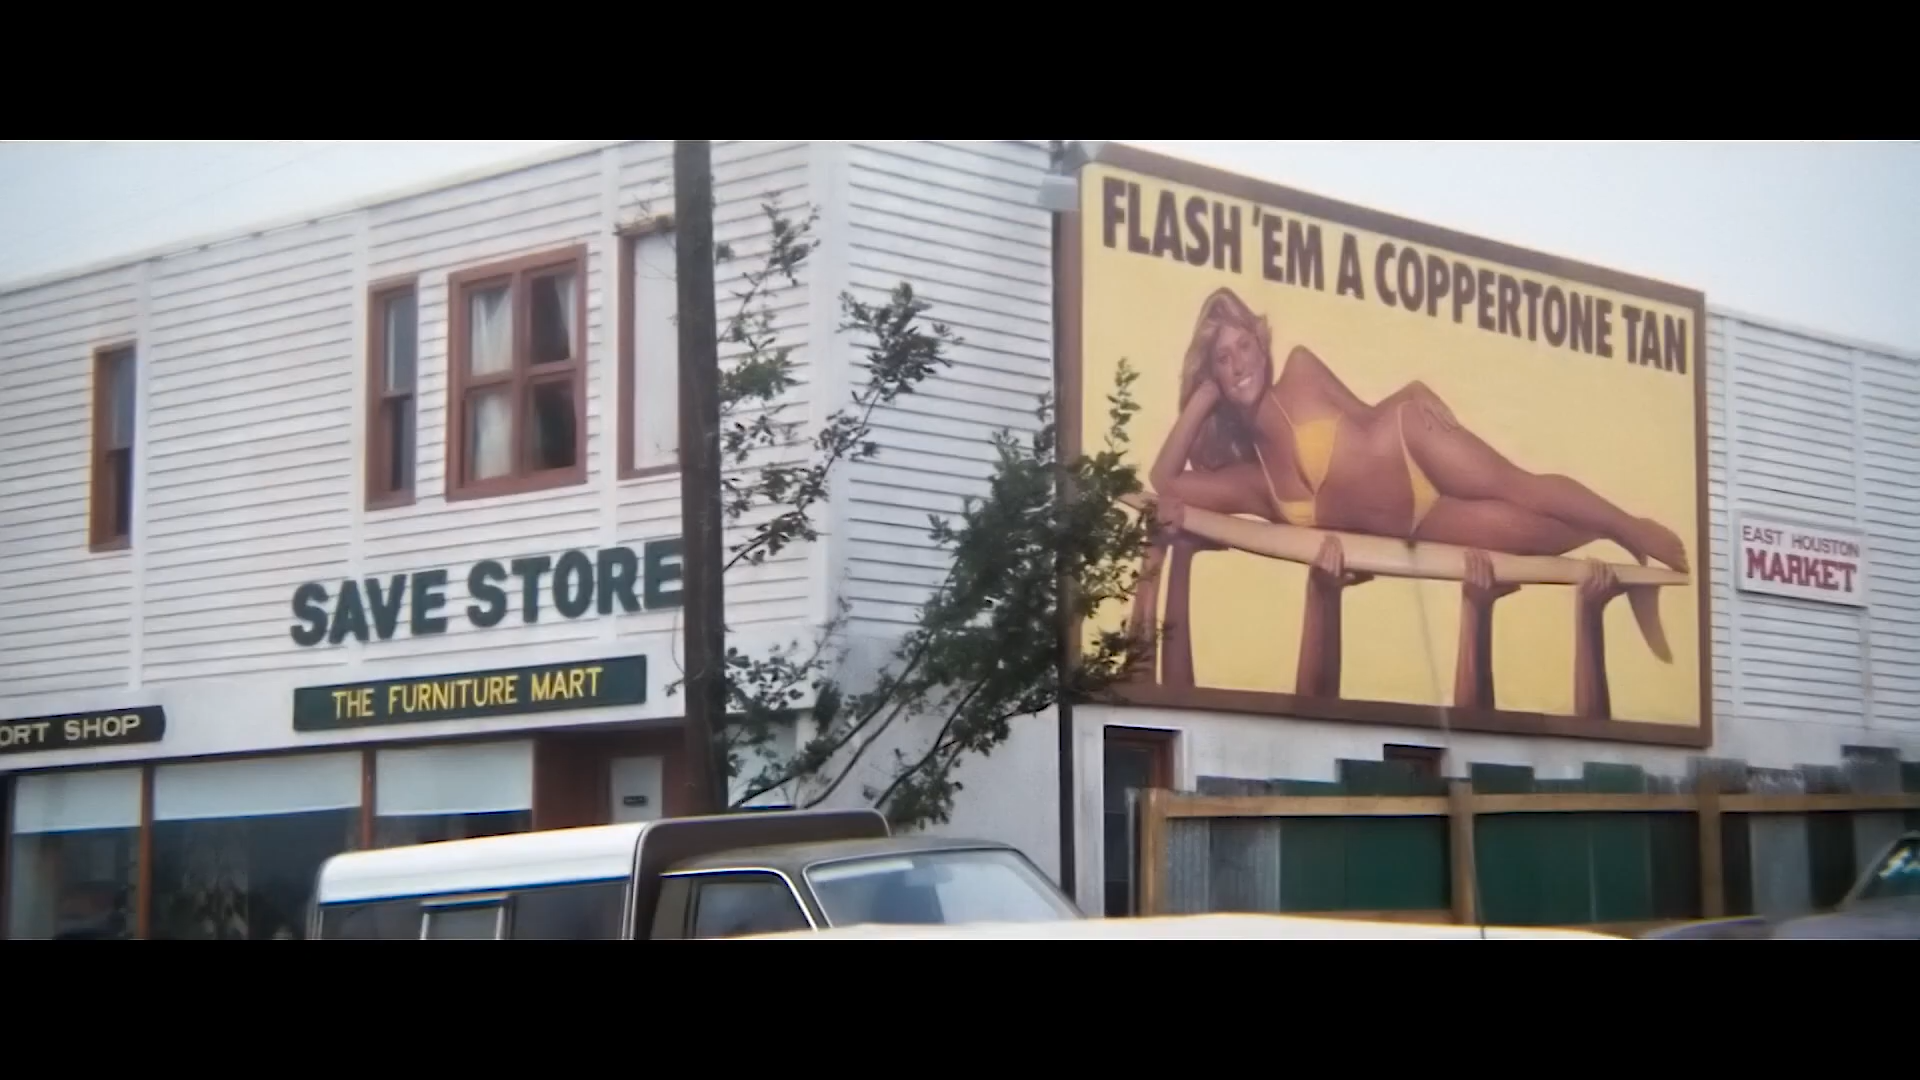 SAVE STORE
THE FURNITURE MART
ORT SHOP
FLASH 'EM A COPPERTONE TAN
EAST HOUSTON
MARKET